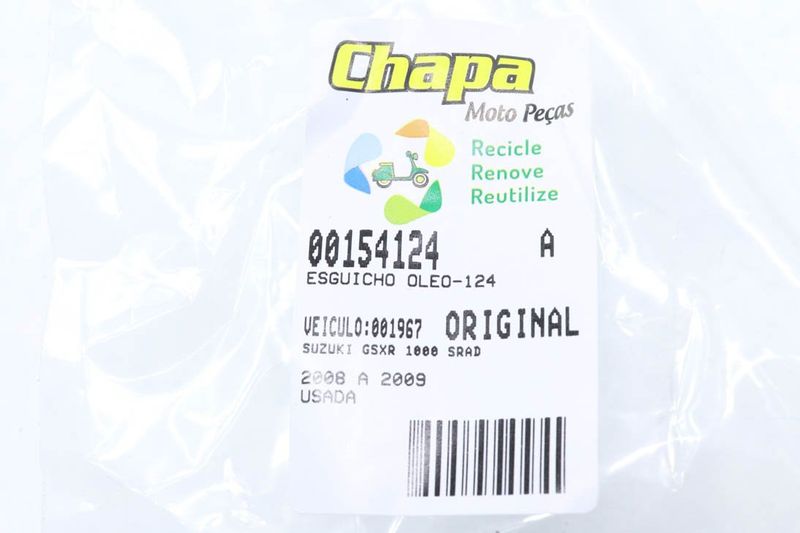 Chapa
Moto Peças
Recicle
Renove
Reutilize
00154124 A
ESGUICHO OLEO-124
VEICULO:001967 ORIGINAL
SUZUKI GSXR 1000 SRAD
2008 A 2009
USADA